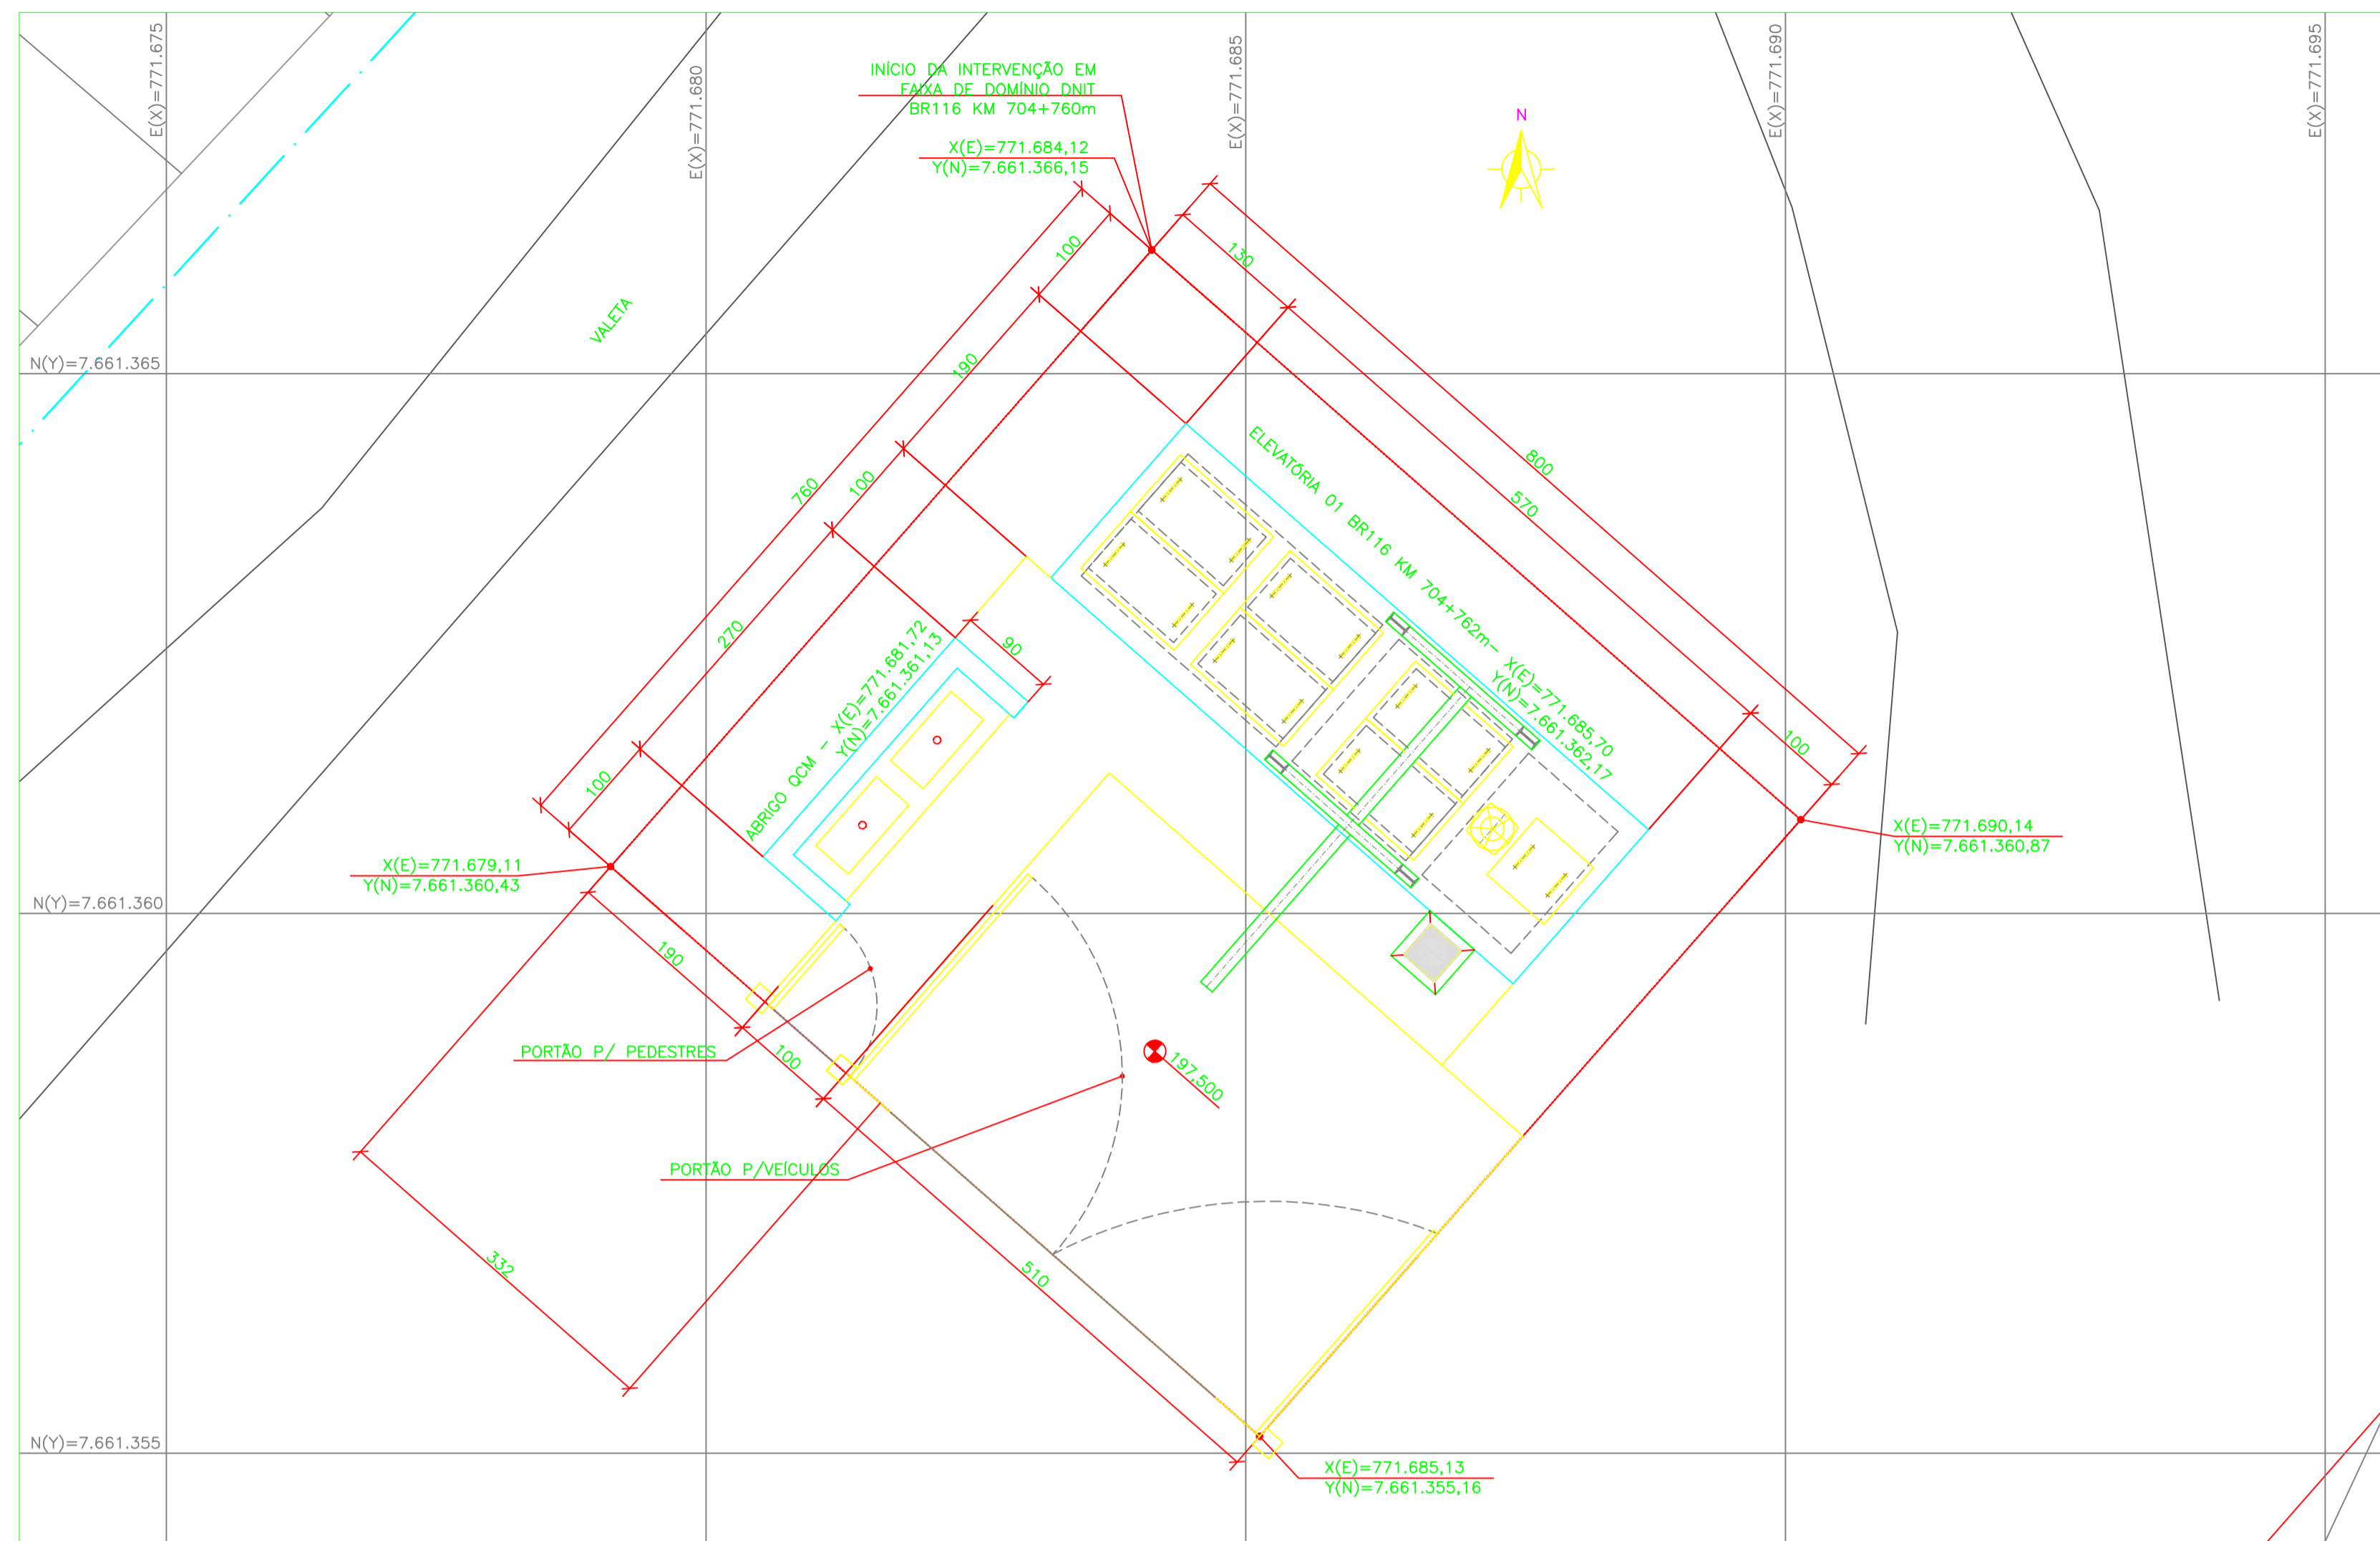 E(X)=771.675
E(X)=771.680
E(X)=771.685
E(X)=771.690
E(X)=771.695
INÍCIO DA INTERVENÇÃO EM
FAIXA DE DOMÍNIO DNIT
BR116 KM 704+760m
X(E)=771.684,12
Y(N)=7.661.366,15
N
100
130
VALETA
N(Y)=7.661.365
190
800
760
100
570
ELEVATÓRIA 01 BR116 KM 704+762m- X(E)=771.685,70
Y(N)=7.661.362,17
270
90
ABRIGO QCM - X(E)=771.681,72
Y(N)=7.661.361,13
100
100
X(E)=771.690,14
Y(N)=7.661.360,87
X(E)=771.679,11
Y(N)=7.661.360,43
N(Y)=7.661.360
190
PORTÃO P/ PEDESTRES
100
197,500
PORTÃO P/VEÍCULOS
332
510
N(Y)=7.661.355
X(E)=771.685,13
Y(N)=7.661.355,16